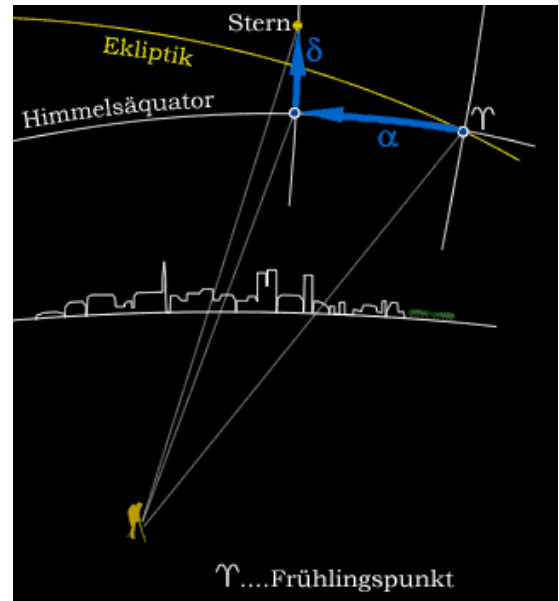 Stern
δ
Ekliptik
Himmelsäquator
♈
α
♈....Frühlingspunkt